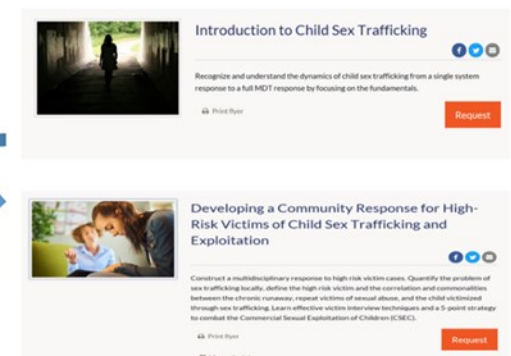 Introduction to Child Sex Trafficking
Recognize and understand the dynamics of child sex trafficking from a single system
response to a full MDT response by focusing on the fundamentals.
Print flyer
Request
Developing a Community Response for High-
Risk Victims of Child Sex Trafficking and
Exploitation
Construct a multidisciplinary response to high risk victim cases. Quantify the problem of
sex trafficking locally, define the high risk victim and the correlation and commonalities
between the chronic runaway, repeat victims of sexual abuse, and the child victimized
through sex trafficking. Learn effective victim interview techniques and a 5-point strategy
to combat the Commercial Sexual Exploitation of Children (CSEC).
Print flyer
Request